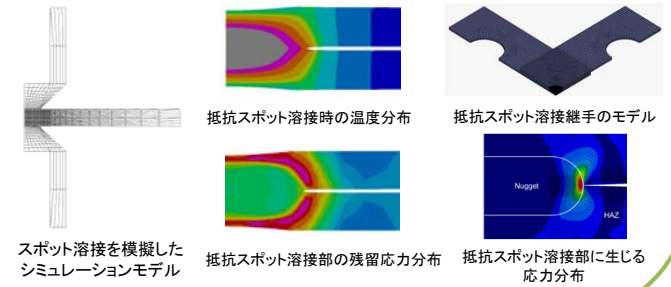 抵抗スポット溶接時の温度分布
抵抗スポット溶接継手のモデル
Nugget
HAZ
スポット溶接を模擬した
シミュレーションモデル
抵抗スポット溶接部の残留応力分布
抵抗スポット溶接部に生じる
応力分布